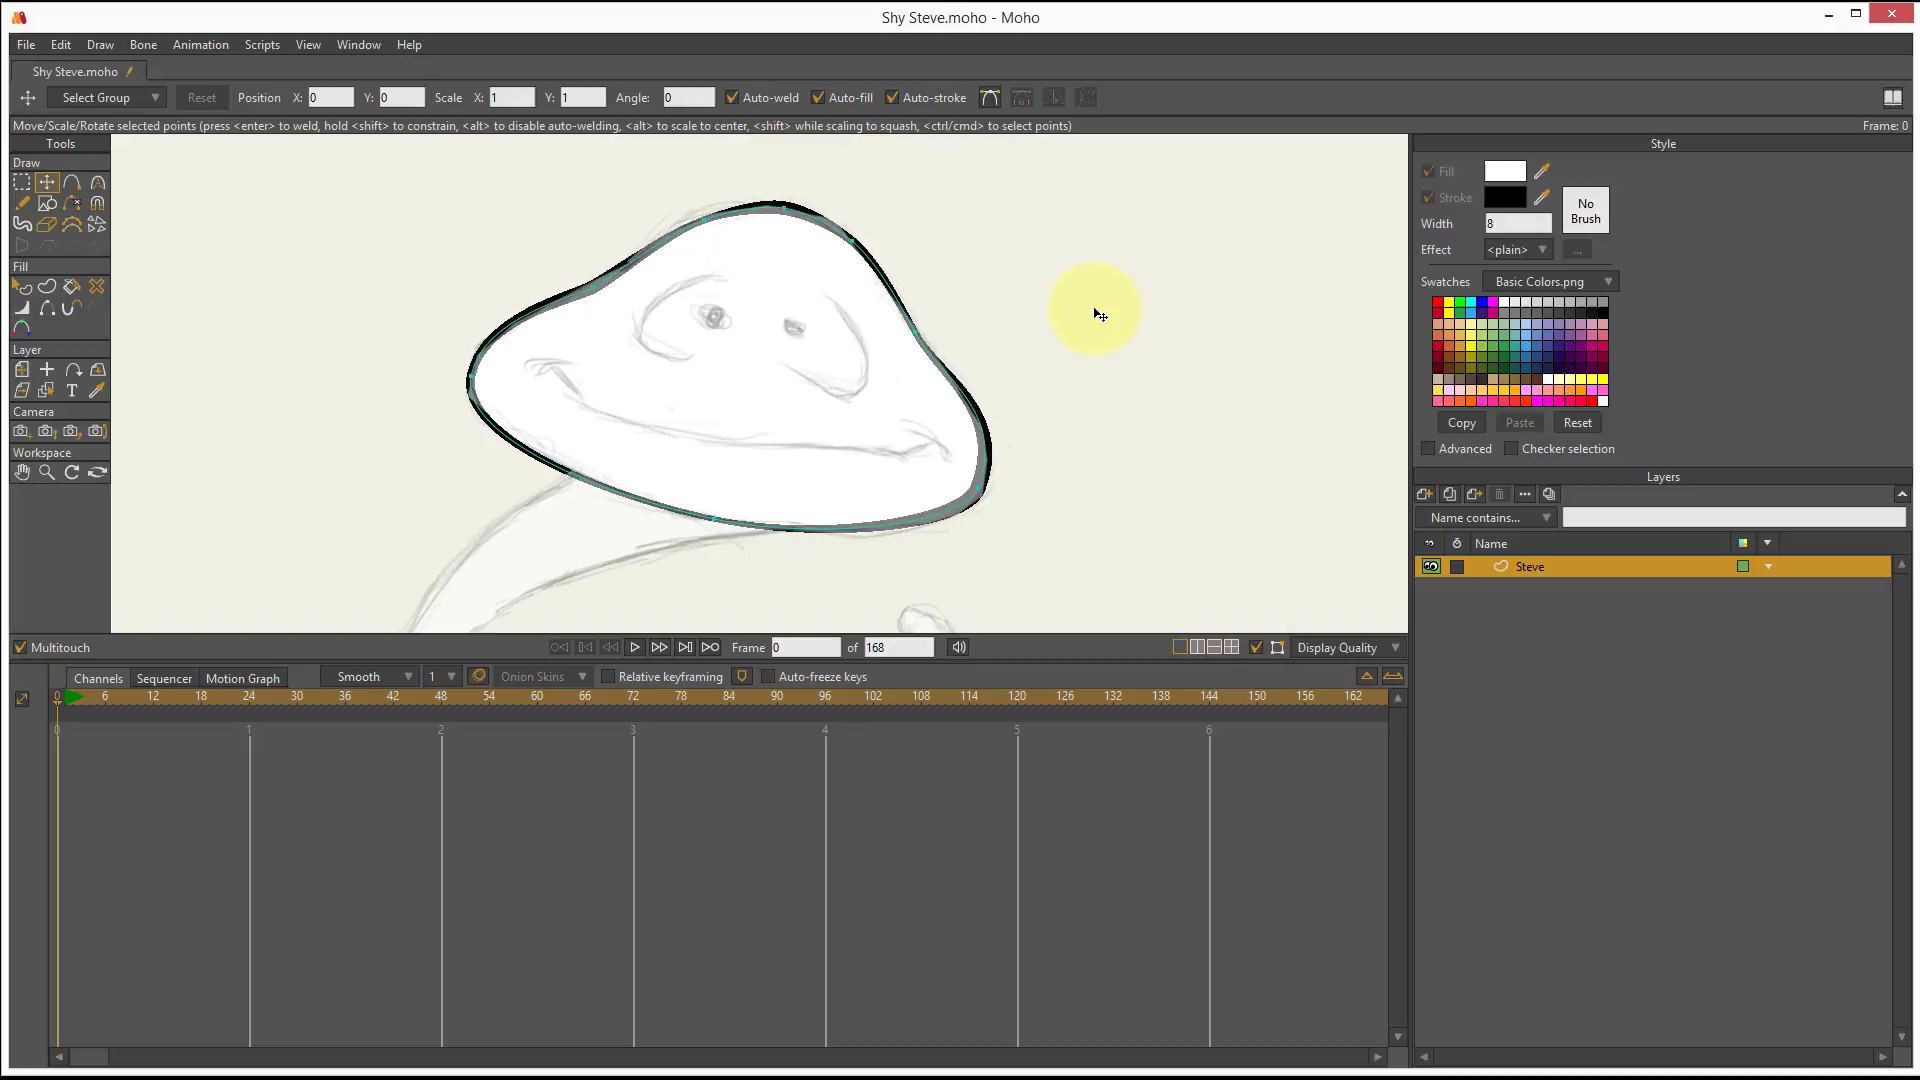 Shy Steve.moho - Moho
File Edit Draw Bone Animation Scripts View Window Help
Shy Steve.moho
Select Group Reset Position X: 0 Y: 0 Scale X: 1 Y: 1 Angle: 0 Auto-weld Auto-fill Auto-stroke
Move/Scale/Rotate selected points (press <enter> to weld, hold <shift> to constrain, <alt> to disable auto-welding, <alt> to scale to center, <shift> while scaling to squash, <ctrl/cmd> to select points) Frame: 0
Tools
Draw
Fill
Layer
Camera
Workspace
Style
Fill
Stroke
No Brush
Width 8
Effect <plain> ...
Swatches Basic Colors.png
Copy Paste Reset
Advanced Checker selection
Layers
Name contains...
Name
Steve
Multitouch Frame 0 of 168 Display Quality
Channels Sequencer Motion Graph Smooth 1 Onion Skins Relative keyframing Auto-freeze keys
0 6 12 18 24 30 36 42 48 54 60 66 72 78 84 90 96 102 108 114 120 126 132 138 144 150 156 162
0 1 2 3 4 5 6